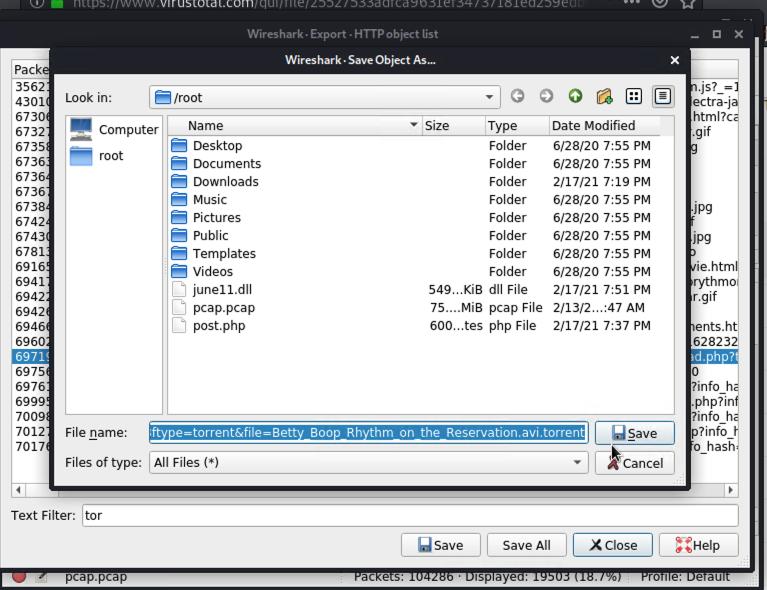 https://www.virustotal.com/gui/file/25527533adfca9631ef34737181ed259edb
Wireshark · Export · HTTP object list
Wireshark · Save Object As...
Packe
Look in: /root
Computer
root
Name Size Type Date Modified
Desktop Folder 6/28/20 7:55 PM
Documents Folder 6/28/20 7:55 PM
Downloads Folder 2/17/21 7:19 PM
Music Folder 6/28/20 7:55 PM
Pictures Folder 6/28/20 7:55 PM
Public Folder 6/28/20 7:55 PM
Templates Folder 6/28/20 7:55 PM
Videos Folder 6/28/20 7:55 PM
june11.dll 549...KiB dll File 2/17/21 7:51 PM
pcap.pcap 75....MiB pcap File 2/13/2...:47 AM
post.php 600...tes php File 2/17/21 7:37 PM
File name: ftype=torrent&file=Betty_Boop_Rhythm_on_the_Reservation.avi.torrent Save
Files of type: All Files (*) Cancel
35621 m.js?_=1
43010 lectra-ja
67306 .html?ca
67327 .gif
67358 g
67363
67364
67367
67384 .jpg
67424 f
67430 .jpg
67813 o
69165 vie.html
69417 orythmo
69422 ar.gif
69426
69466 nents.ht
69602 1628232
69719 ad.php?t
69756 0
69761 ?info_ha
69995 .php?inf
70098 ?info_ha
70127 p?info_h
70176 fo_hash=
Text Filter: tor
Save Save All Close Help
pcap.pcap Packets: 104286 · Displayed: 19503 (18.7%) Profile: Default